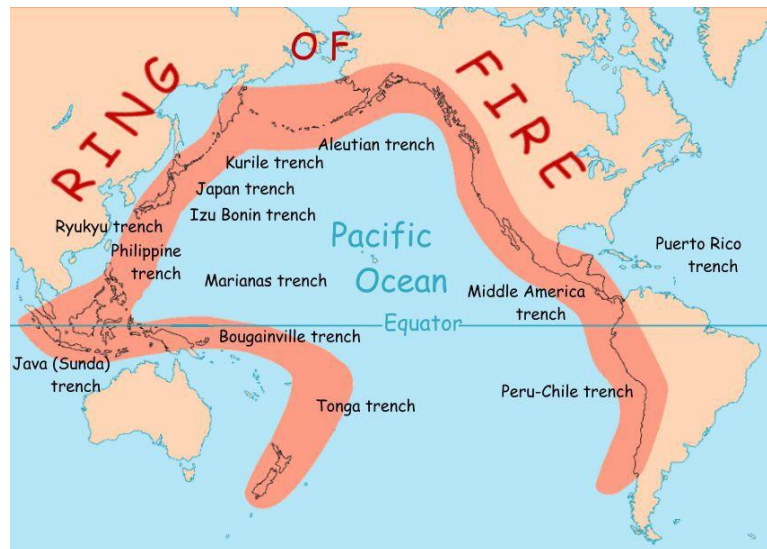 RING OF FIRE
Aleutian trench
Kurile trench
Japan trench
Izu Bonin trench
Ryukyu trench
Philippine
trench
Marianas trench
Pacific
Ocean
Equator
Puerto Rico
trench
Middle America
trench
Bougainville trench
Java (Sunda)
trench
Tonga trench
Peru-Chile trench